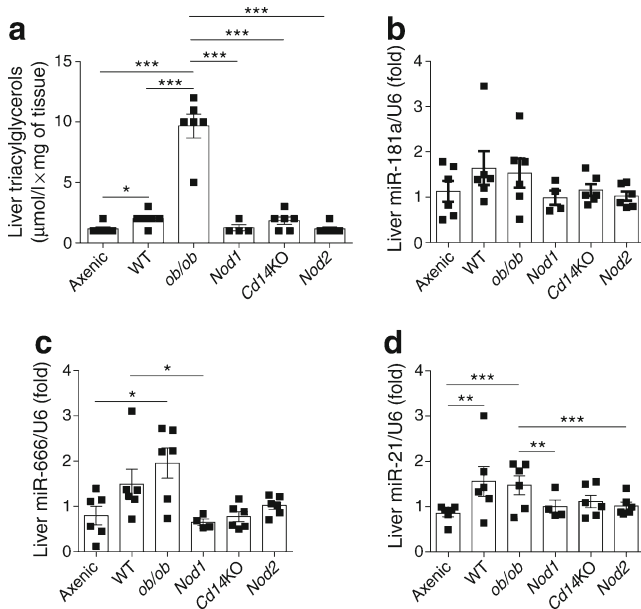 a
Liver triacylglycerols
(µmol/l×mg of tissue)
15
10
5
0
***
***
***
***
***
*
Axenic
WT
ob/ob
Nod1
Cd14KO
Nod2
b
Liver miR-181a/U6 (fold)
4
3
2
1
0
Axenic
WT
ob/ob
Nod1
Cd14KO
Nod2
c
Liver miR-666/U6 (fold)
4
3
2
1
0
*
*
Axenic
WT
ob/ob
Nod1
Cd14KO
Nod2
d
Liver miR-21/U6 (fold)
4
3
2
1
0
***
**
***
**
Axenic
WT
ob/ob
Nod1
Cd14KO
Nod2